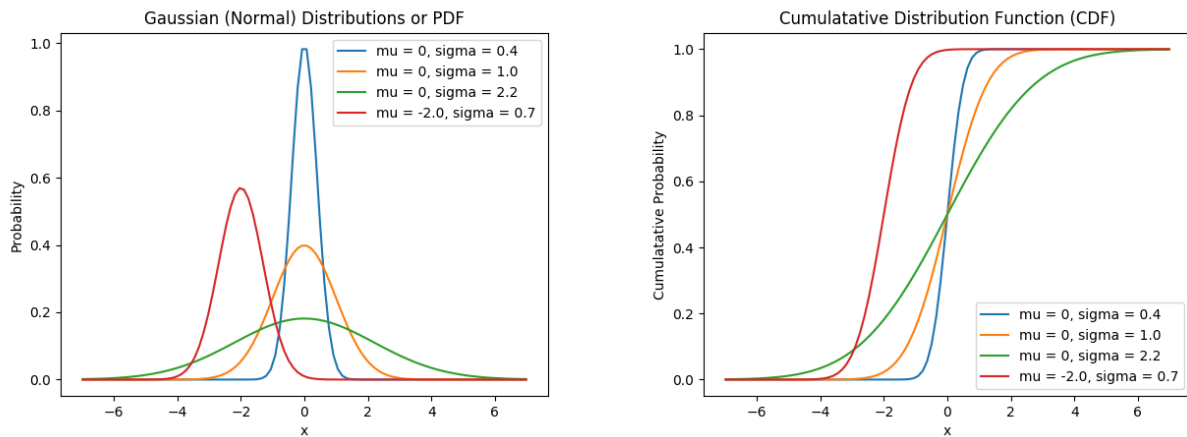 Gaussian (Normal) Distributions or PDF
1.0
0.8
0.6
0.4
0.2
0.0
Probability
mu = 0, sigma = 0.4
mu = 0, sigma = 1.0
mu = 0, sigma = 2.2
mu = -2.0, sigma = 0.7
−6 −4 −2 0 2 4 6
x
Cumulatative Distribution Function (CDF)
1.0
0.8
0.6
0.4
0.2
0.0
Cumulatative Probability
mu = 0, sigma = 0.4
mu = 0, sigma = 1.0
mu = 0, sigma = 2.2
mu = -2.0, sigma = 0.7
−6 −4 −2 0 2 4 6
x